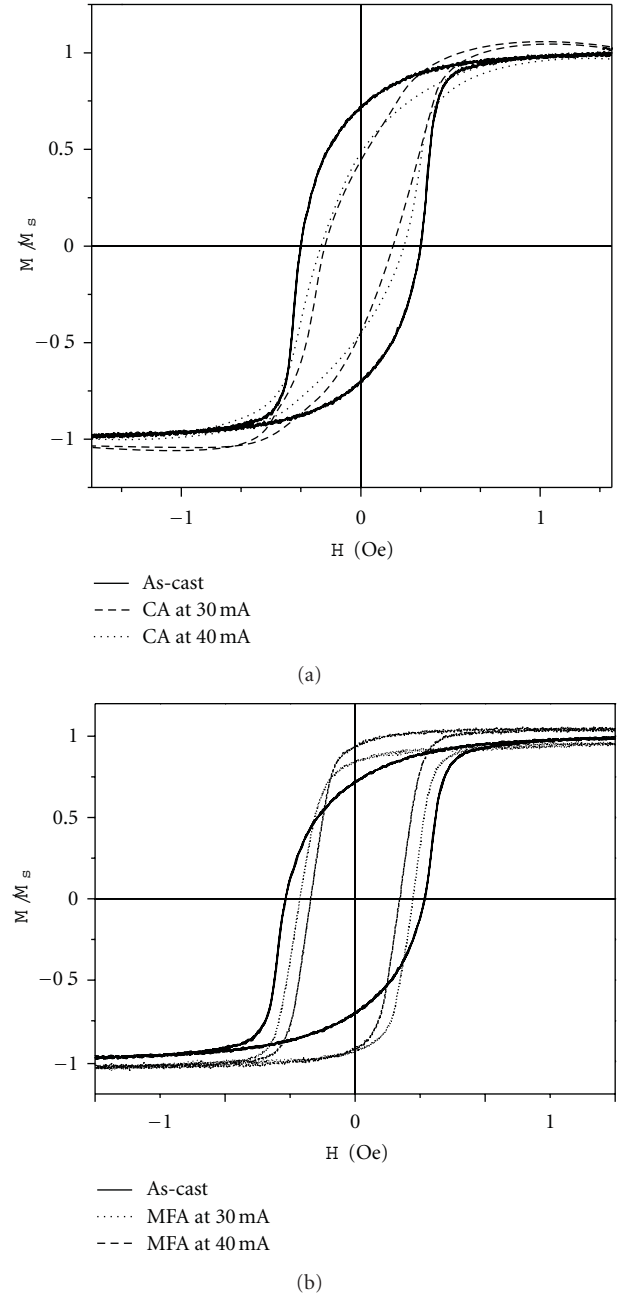 1
0.5
0
−0.5
−1
M/Ms
−1 0 1
H (Oe)
As-cast
CA at 30 mA
CA at 40 mA
(a)
1
0.5
0
−0 5
−1
M/Ms
−1 0 1
H (Oe)
As-cast
MFA at 30 mA
MFA at 40 mA
(b)